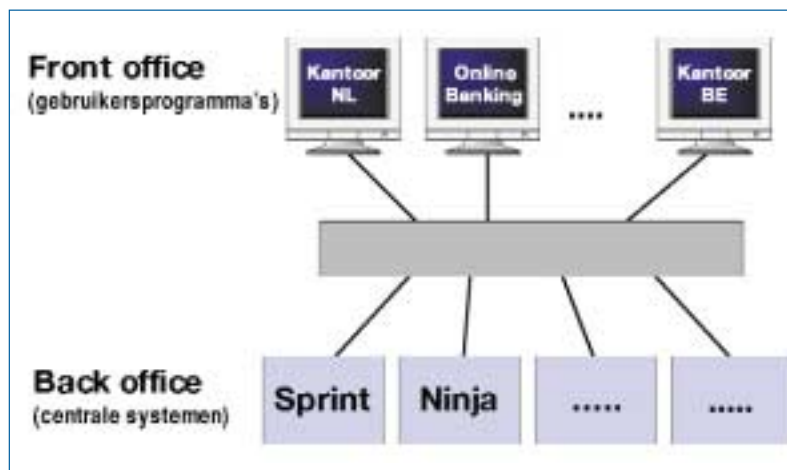 Front office
(gebruikersprogramma's)
Kantoor
NL
Online
Banking
....
Kantoor
BE
Back office
(centrale systemen)
Sprint
Ninja
.....
.....